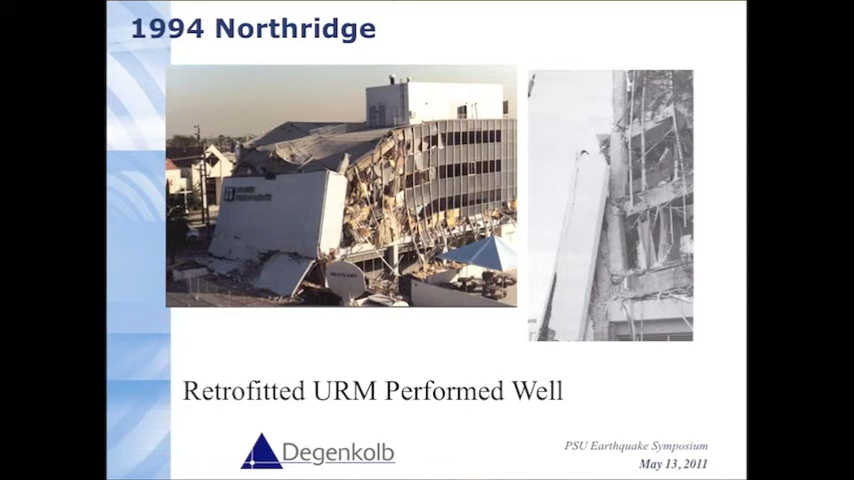 1994 Northridge
Retrofitted URM Performed Well
Degenkolb
PSU Earthquake Symposium
May 13, 2011